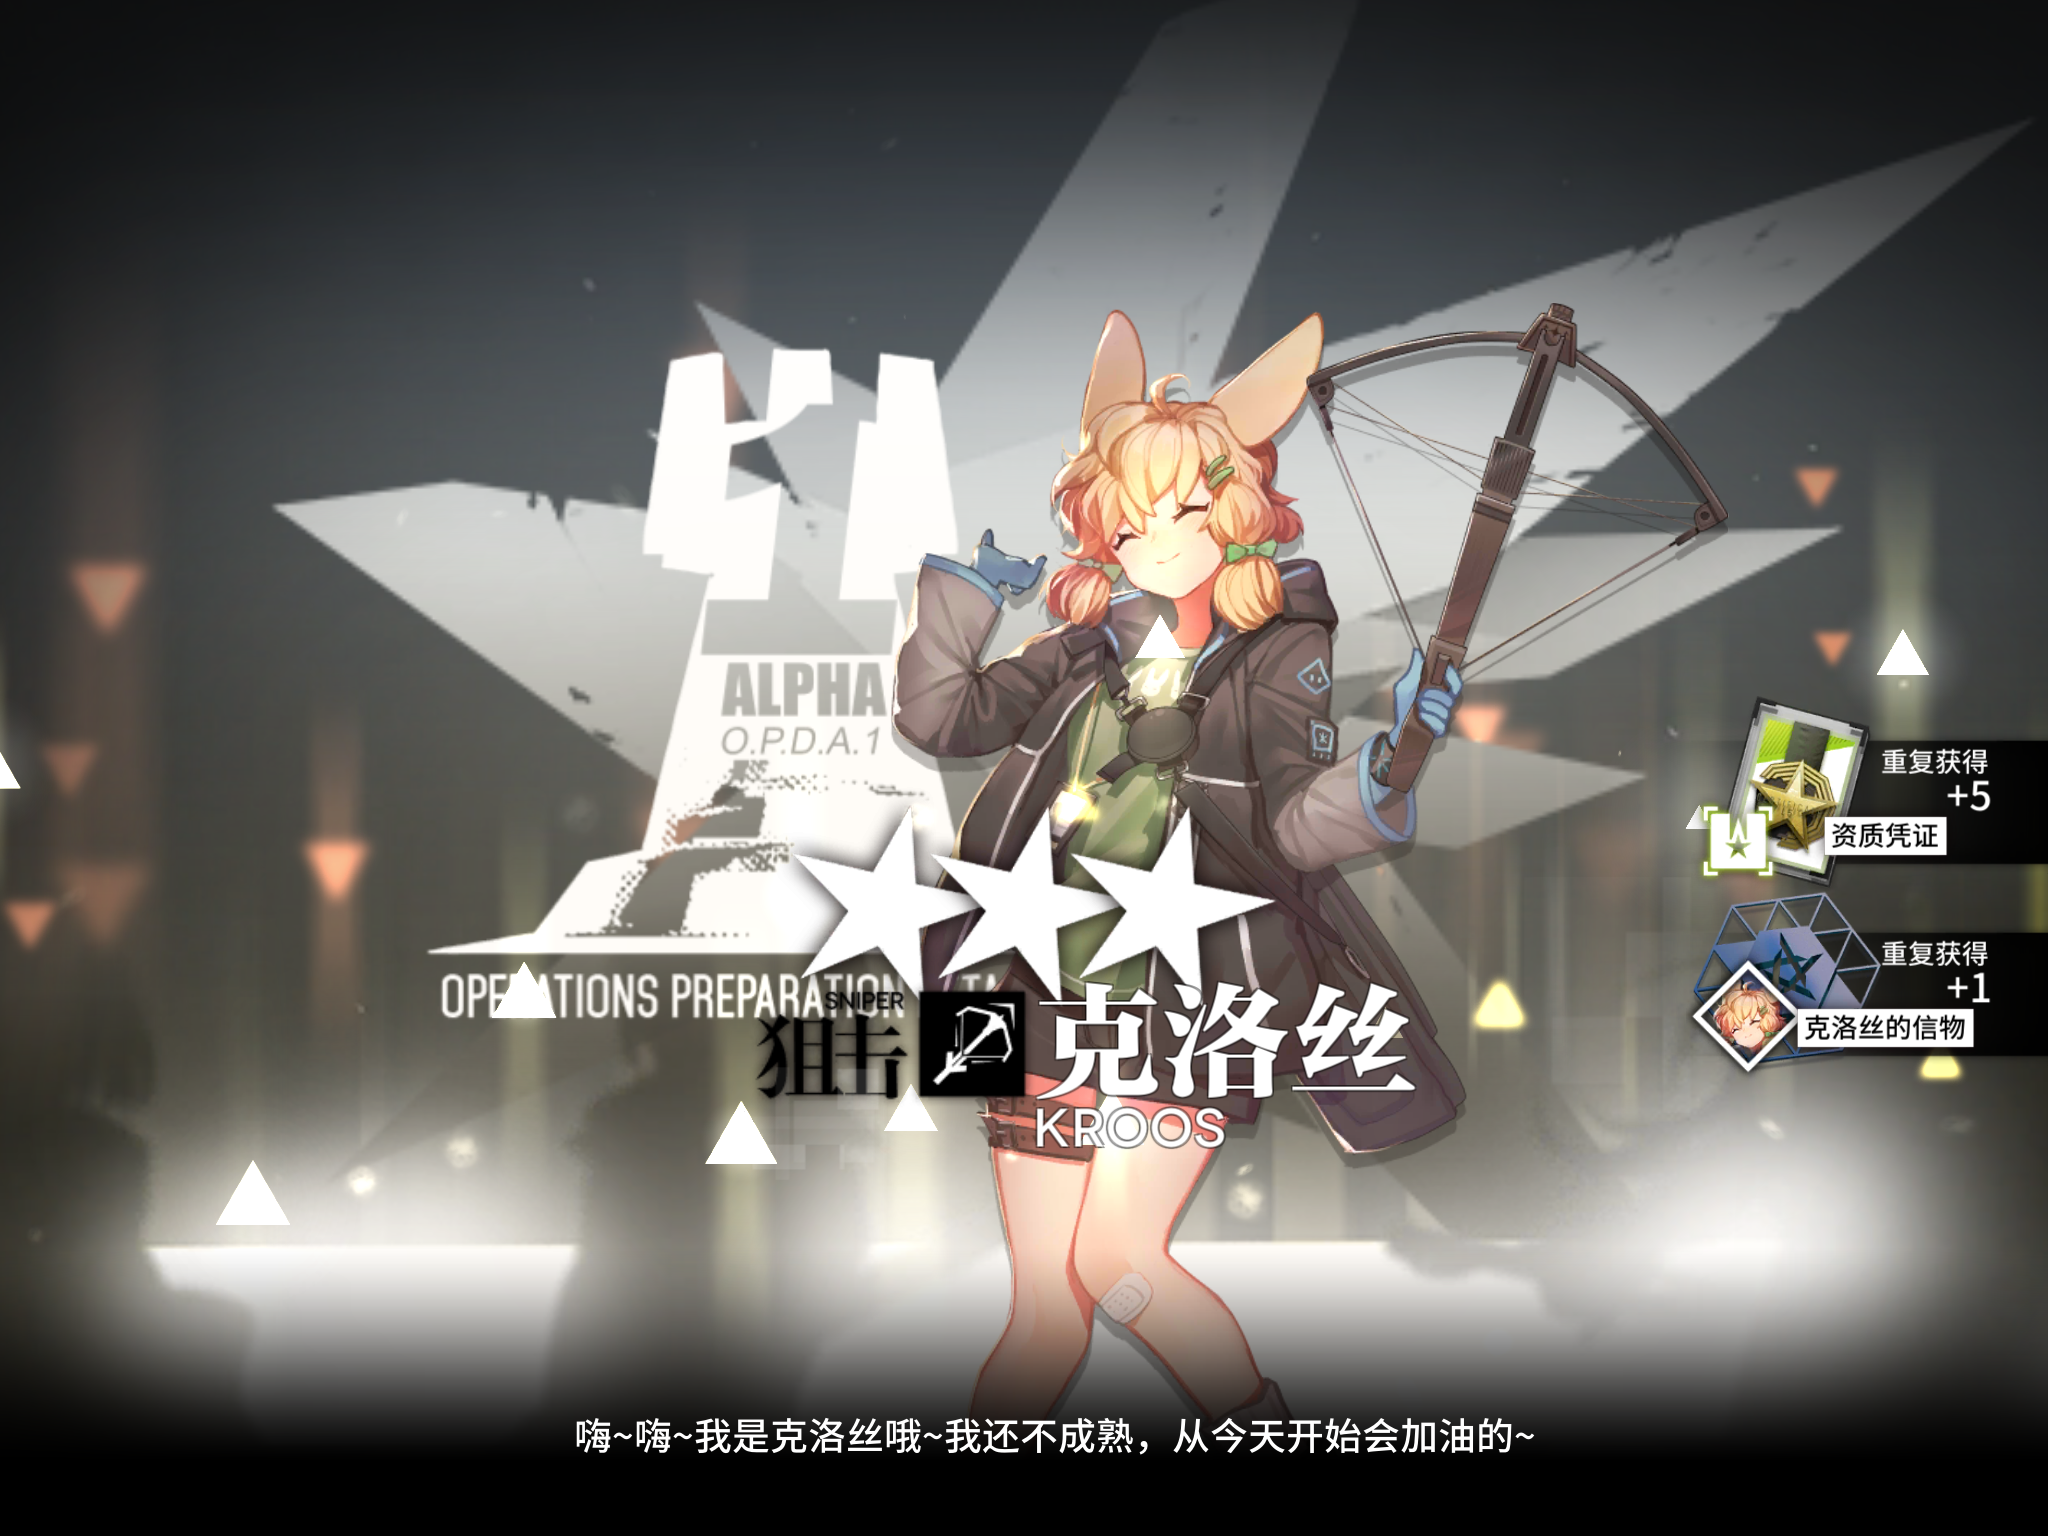 ALPHA
O.P.D.A.1
OPERATIONS PREPARATION
SNIPER
狙击
克洛丝
KROOS
重复获得
+5
资质凭证
重复获得
+1
克洛丝的信物
嗨~嗨~我是克洛丝哦~我还不成熟，从今天开始会加油的~